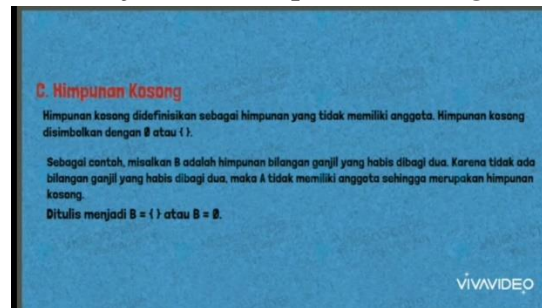 C. Himpunan Kosong
Himpunan kosong didefinisikan sebagai himpunan yang tidak memiliki anggota. Himpunan kosong
disimbolkan dengan Ø atau { }.
Sebagai contoh, misalkan B adalah himpunan bilangan ganjil yang habis dibagi dua. Karena tidak ada
bilangan ganjil yang habis dibagi dua, maka A tidak memiliki anggota sehingga merupakan himpunan
kosong.
Ditulis menjadi B = { } atau B = Ø.
VIVAVIDEO